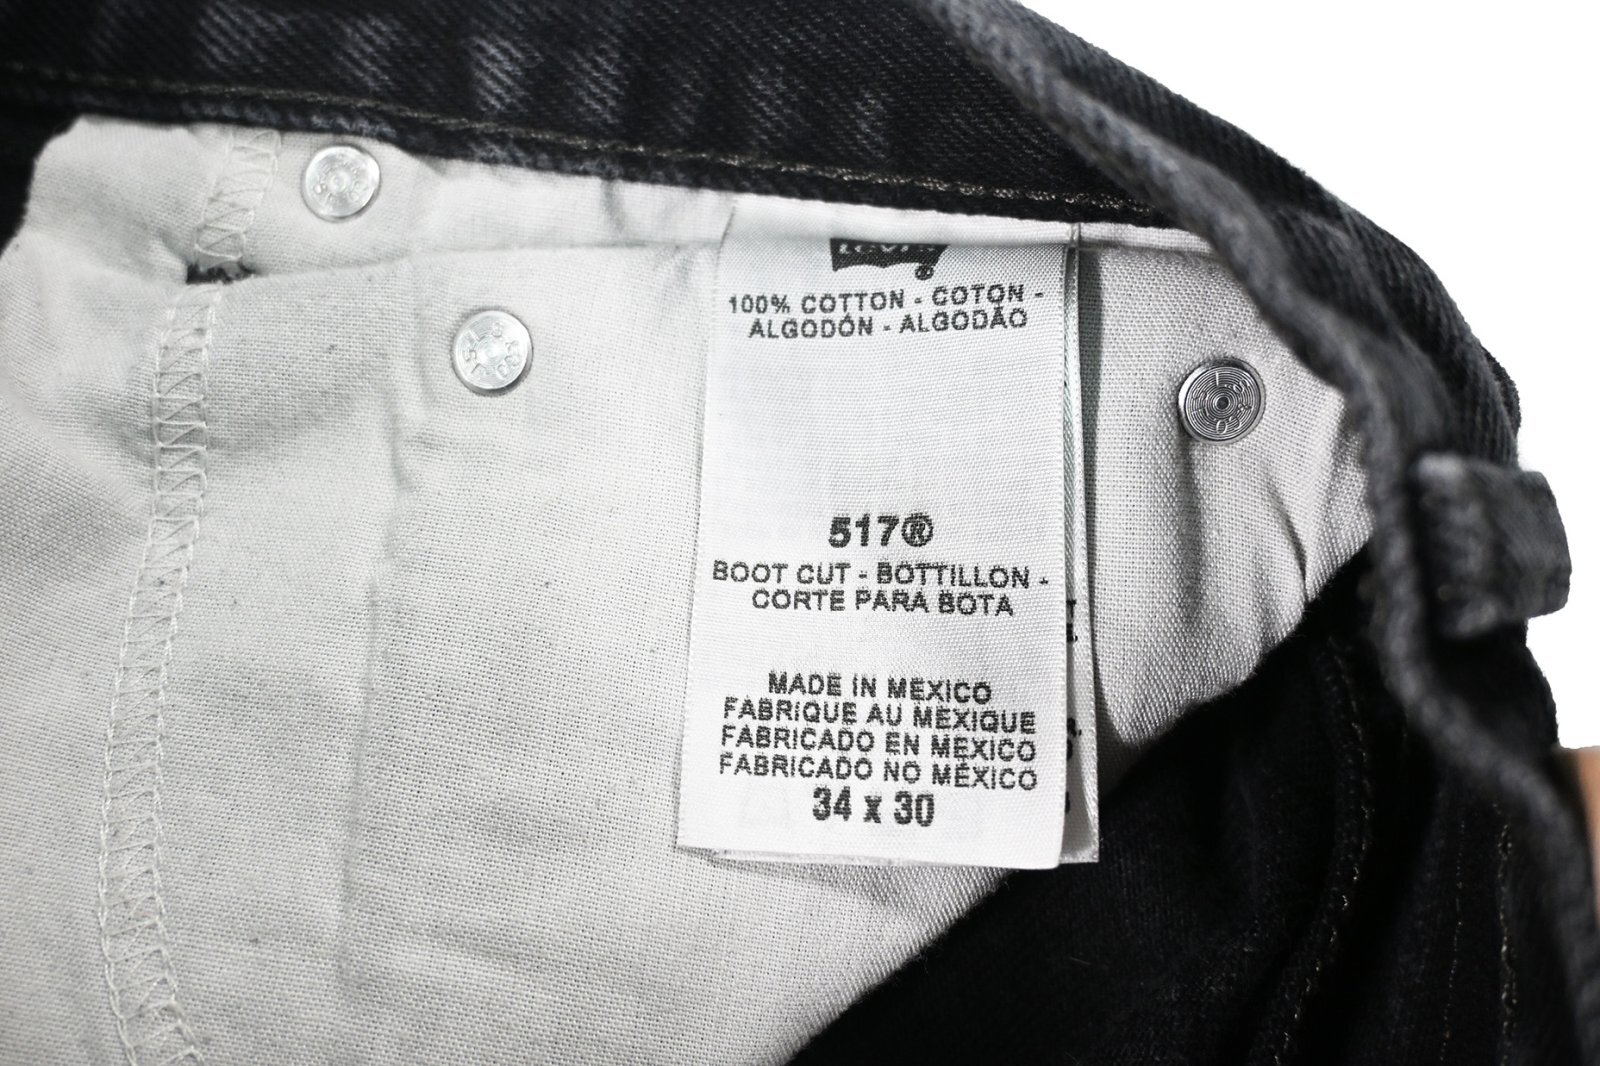 LEVI'S
®
100% COTTON - COTON -
ALGODÓN - ALGODÃO
517®
BOOT CUT - BOTTILLON -
CORTE PARA BOTA
MADE IN MEXICO
FABRIQUE AU MEXIQUE
FABRICADO EN MEXICO
FABRICADO NO MÉXICO
34 x 30